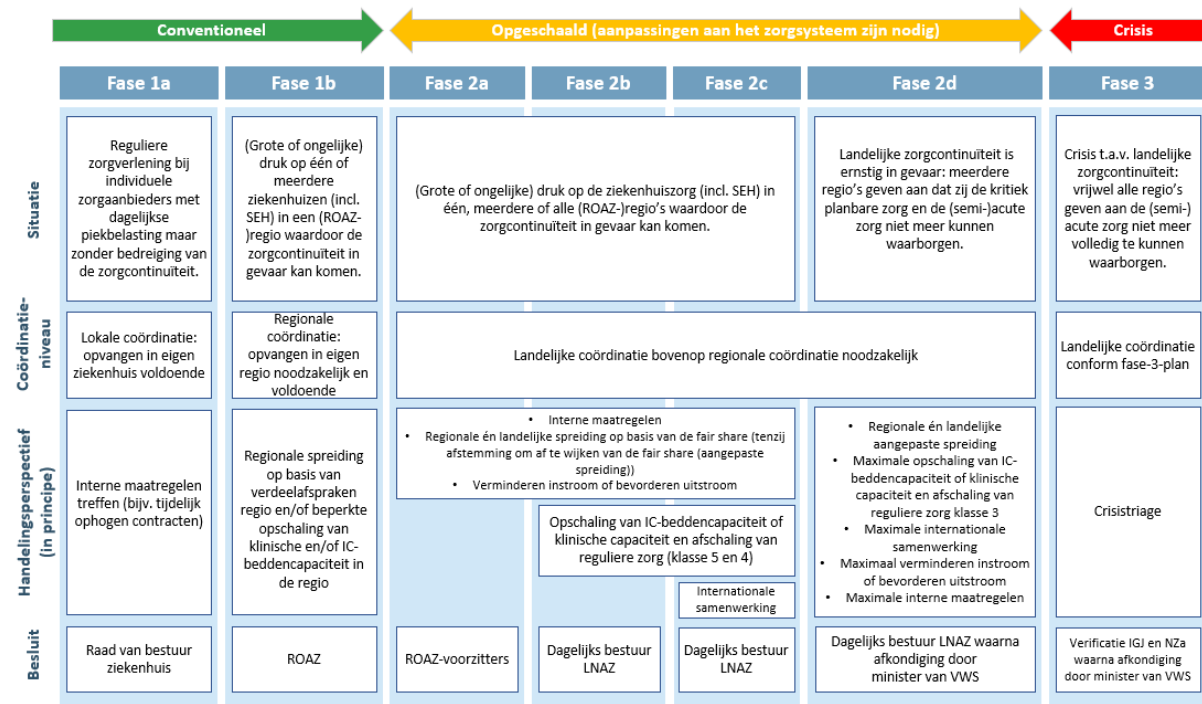 Conventioneel
Opgeschaald (aanpassingen aan het zorgsysteem zijn nodig)
Crisis
Fase 1a
Fase 1b
Fase 2a
Fase 2b
Fase 2c
Fase 2d
Fase 3
Situatie
Reguliere
zorgverlening bij
individuele
zorgaanbieders met
dagelijkse
piekbelasting maar
zonder bedreiging van
de zorgcontinuïteit.
(Grote of ongelijke)
druk op één of
meerdere
ziekenhuizen (incl.
SEH) in een (ROAZ-
)regio waardoor de
zorgcontinuïteit in
gevaar kan komen.
(Grote of ongelijke) druk op de ziekenhuiszorg (incl. SEH) in
één, meerdere of alle (ROAZ-)regio's waardoor de
zorgcontinuïteit in gevaar kan komen.
Landelijke zorgcontinuïteit is
ernstig in gevaar: meerdere
regio's geven aan dat zij de kritiek
planbare zorg en de (semi-)acute
zorg niet meer kunnen
waarborgen.
Crisis t.a.v. landelijke
zorgcontinuïteit:
vrijwel alle regio's
geven aan de (semi-)
acute zorg niet meer
volledig te kunnen
waarborgen.
Coördinatie-
niveau
Lokale coördinatie:
opvangen in eigen
ziekenhuis voldoende
Regionale
coördinatie:
opvangen in eigen
regio noodzakelijk en
voldoende
Landelijke coördinatie bovenop regionale coördinatie noodzakelijk
Landelijke coördinatie
conform fase-3-plan
Handelingsperspectief
(in principe)
Interne maatregelen
treffen (bijv. tijdelijk
ophogen contracten)
Regionale spreiding
op basis van
verdeelafspraken
regio en/of beperkte
opschaling van
klinische en/of IC-
beddencapaciteit in
de regio
• Interne maatregelen
• Regionale én landelijke spreiding op basis van de fair share (tenzij
afstemming om af te wijken van de fair share (aangepaste
spreiding))
• Verminderen instroom of bevorderen uitstroom
Opschaling van IC-beddencapaciteit of
klinische capaciteit en afschaling van
reguliere zorg (klasse 5 en 4)
Internationale
samenwerking
• Regionale én landelijke
aangepaste spreiding
• Maximale opschaling van IC-
beddencapaciteit of klinische
capaciteit en afschaling van
reguliere zorg klasse 3
• Maximale internationale
samenwerking
• Maximaal verminderen instroom
of bevorderen uitstroom
• Maximale interne maatregelen
Crisistriage
Besluit
Raad van bestuur
ziekenhuis
ROAZ
ROAZ-voorzitters
Dagelijks bestuur
LNAZ
Dagelijks bestuur
LNAZ
Dagelijks bestuur LNAZ waarna
afkondiging door
minister van VWS
Verificatie IGJ en NZa
waarna afkondiging
door minister van VWS